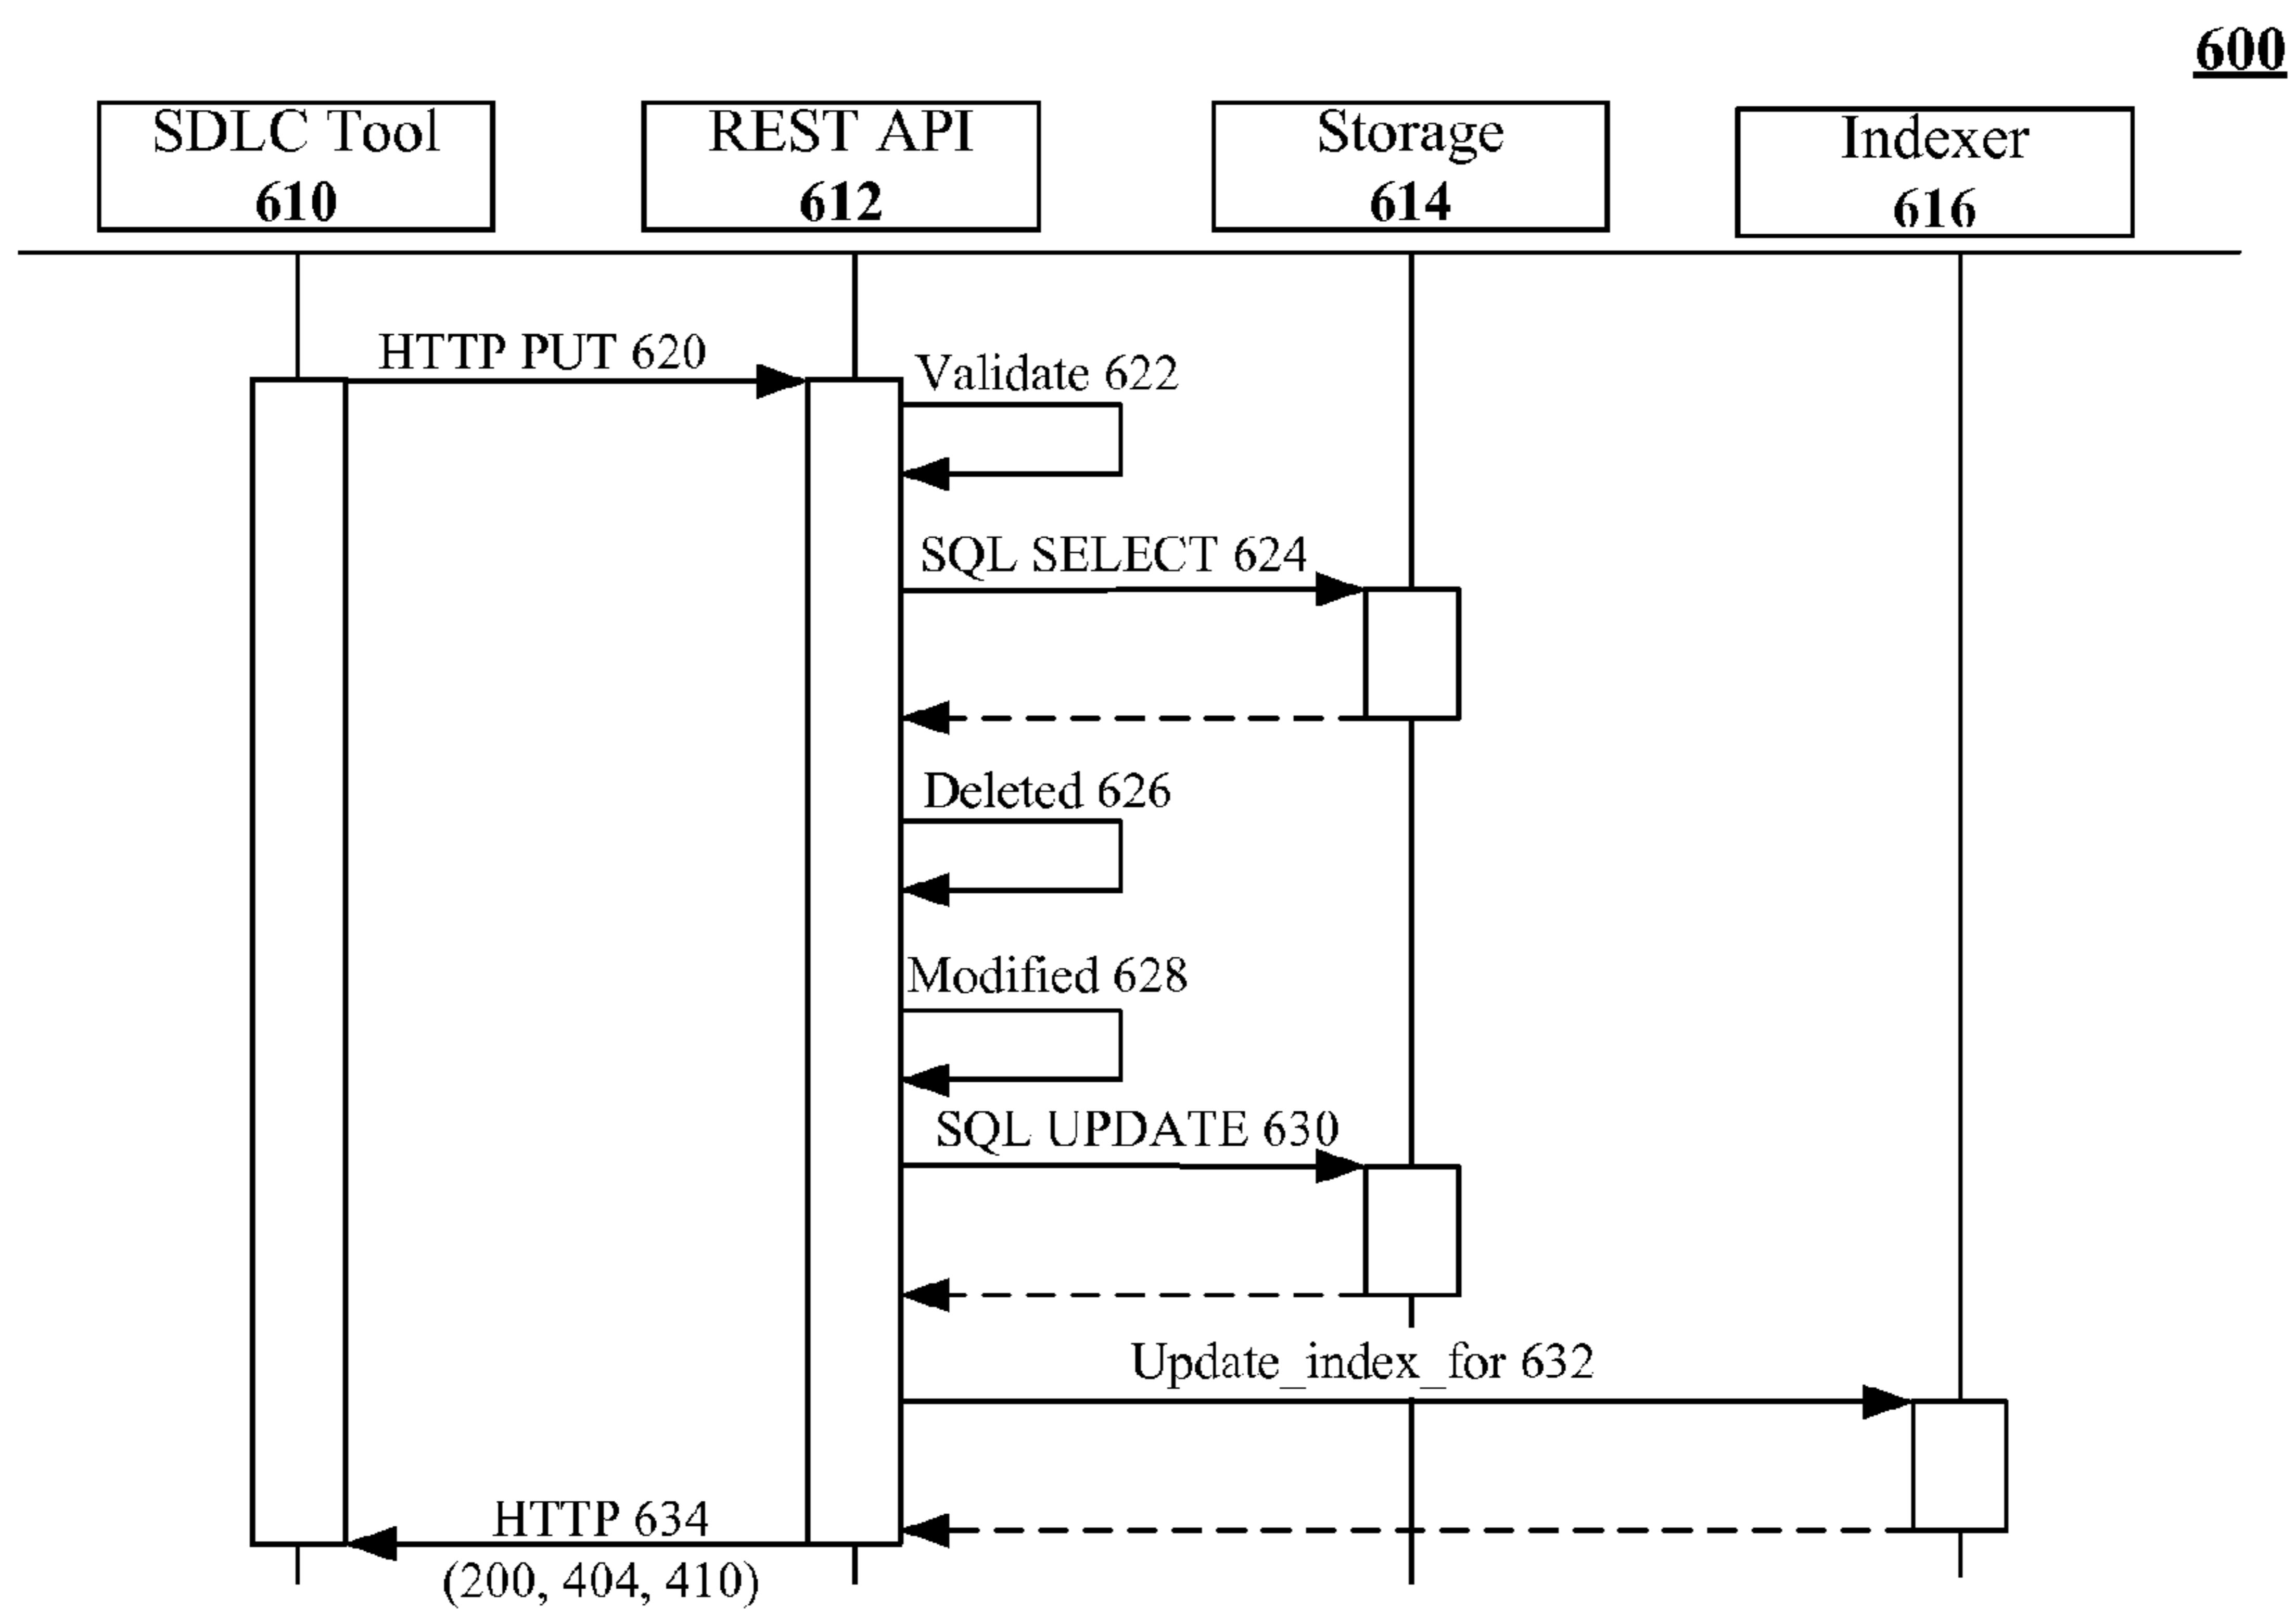 600
SDLC Tool
610
REST API
612
Storage
614
Indexer
616
HTTP PUT 620
Validate 622
SQL SELECT 624
Deleted 626
Modified 628
SQL UPDATE 630
Update_index_for 632
HTTP 634
(200, 404, 410)